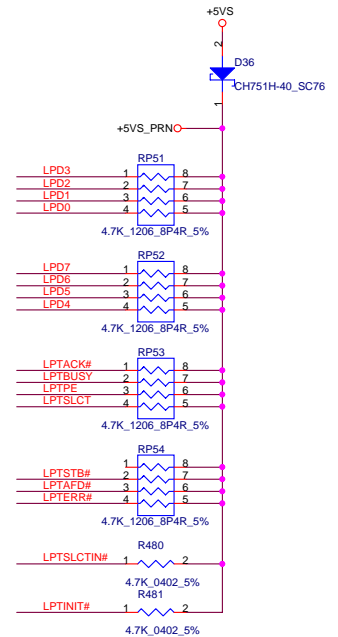 +5VS
2
D36
CH751H-40_SC76
1
+5VS_PRN
RP51
LPD3 1 8
LPD2 2 7
LPD1 3 6
LPD0 4 5
4.7K_1206_8P4R_5%
RP52
LPD7 1 8
LPD6 2 7
LPD5 3 6
LPD4 4 5
4.7K_1206_8P4R_5%
RP53
LPTACK# 1 8
LPTBUSY 2 7
LPTPE 3 6
LPTSLCT 4 5
4.7K_1206_8P4R_5%
RP54
1 8
LPTSTB# 2 7
LPTAFD# 3 6
LPTERR# 4 5
4.7K_1206_8P4R_5%
R480
LPTSLCTIN# 1 2
4.7K_0402_5%
R481
LPTINIT# 1 2
4.7K_0402_5%